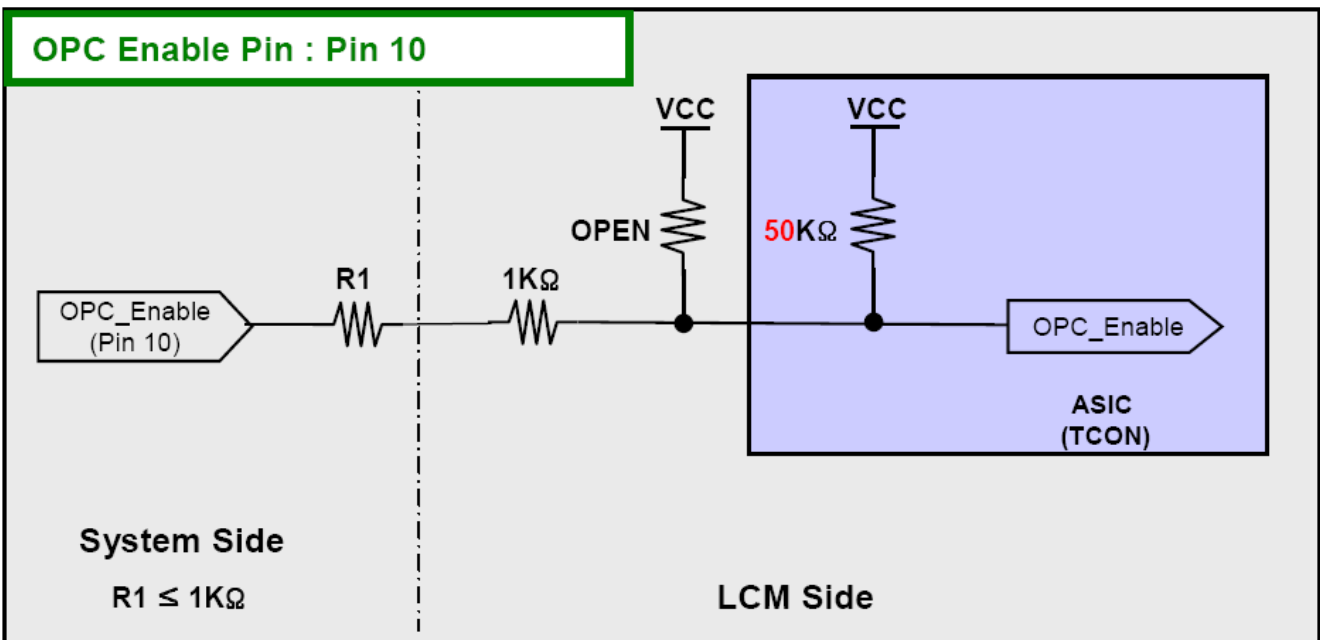 OPC Enable Pin : Pin 10
VCC
VCC
OPEN
50KΩ
R1
1KΩ
OPC_Enable
(Pin 10)
OPC_Enable
ASIC
(TCON)
System Side
R1 ≤ 1KΩ
LCM Side